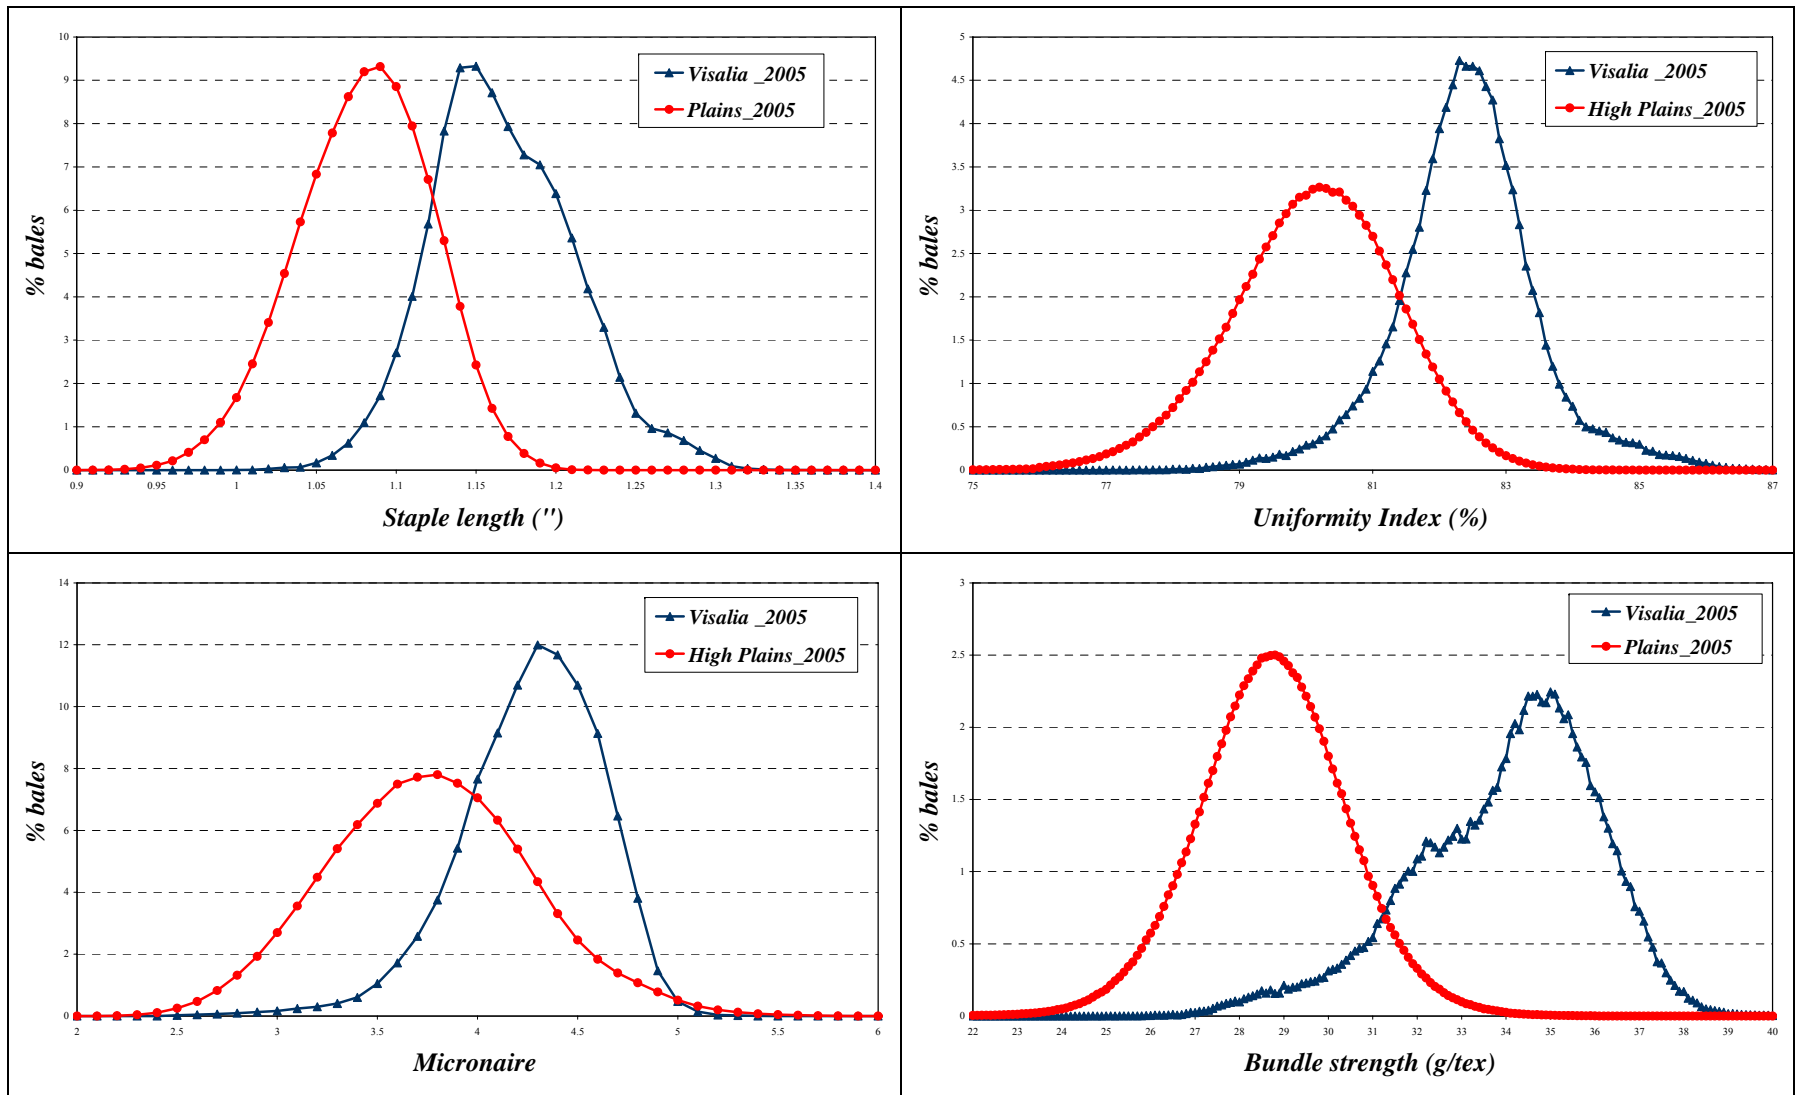 10
9
8
7
6
5
4
3
2
1
0
% bales
Visalia _2005
Plains_2005
0.9 0.95 1 1.05 1.1 1.15 1.2 1.25 1.3 1.35 1.4
Staple length (")
5
4.5
4
3.5
3
2.5
2
1.5
1
0.5
0
% bales
Visalia _2005
High Plains_2005
75 77 79 81 83 85 87
Uniformity Index (%)
14
12
10
8
6
4
2
0
% bales
Visalia _2005
High Plains_2005
2 2.5 3 3.5 4 4.5 5 5.5 6
Micronaire
3
2.5
2
1.5
1
0.5
0
% bales
Visalia_2005
Plains_2005
22 23 24 25 26 27 28 29 30 31 32 33 34 35 36 37 38 39 40
Bundle strength (g/tex)